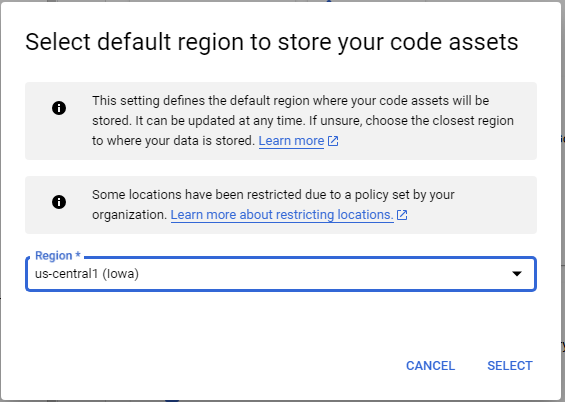 Select default region to store your code assets
This setting defines the default region where your code assets will be
stored. It can be updated at any time. If unsure, choose the closest region
to where your data is stored. Learn more
Some locations have been restricted due to a policy set by your
organization. Learn more about restricting locations.
Region *
us-central1 (Iowa)
CANCEL SELECT